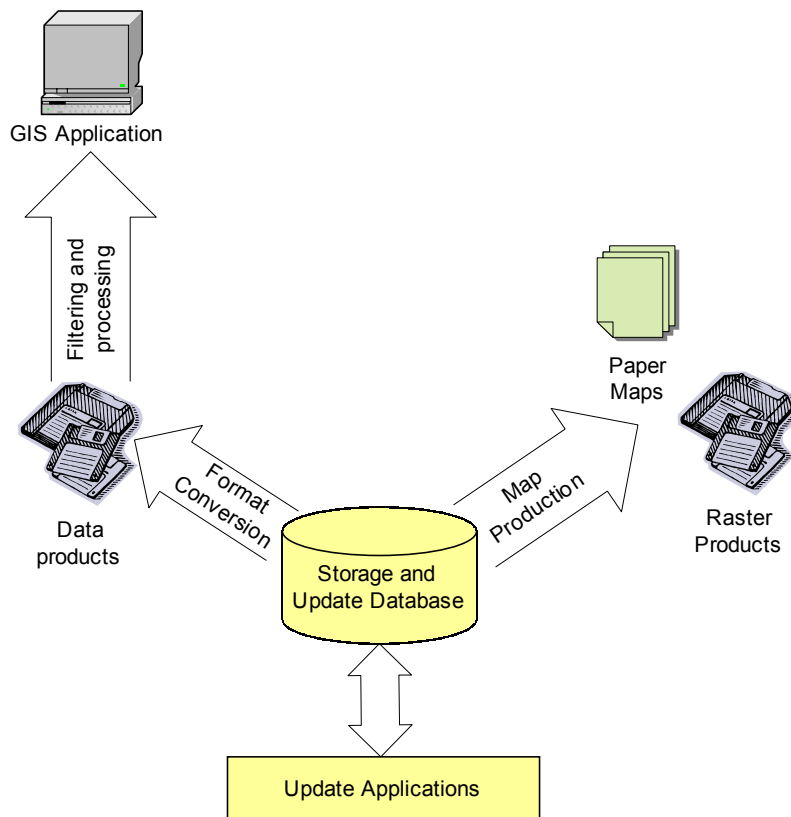 GIS Application
Filtering and
processing
Paper
Maps
Format
Conversion
Map
Production
Data
products
Raster
Products
Storage and
Update Database
Update Applications